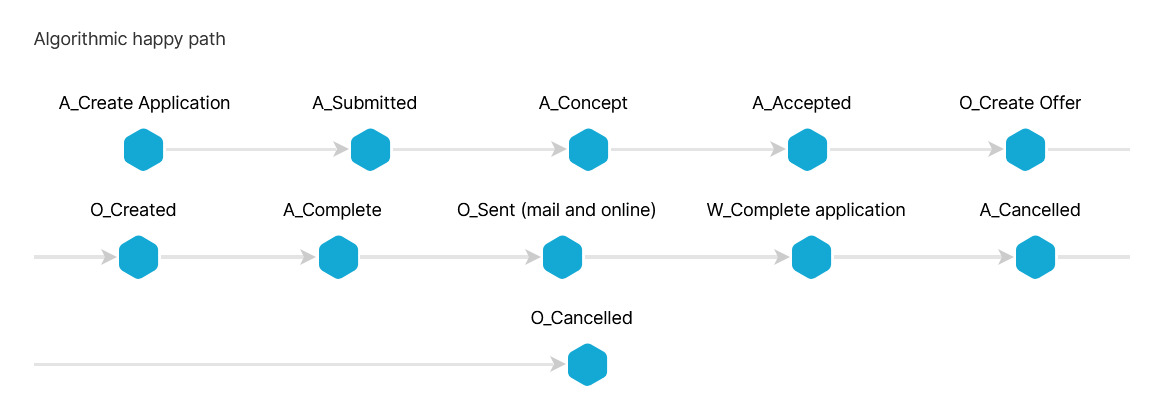 Algorithmic happy path
A_Create Application
A_Submitted
A_Concept
A_Accepted
O_Create Offer
O_Created
A_Complete
O_Sent (mail and online)
W_Complete application
A_Cancelled
O_Cancelled